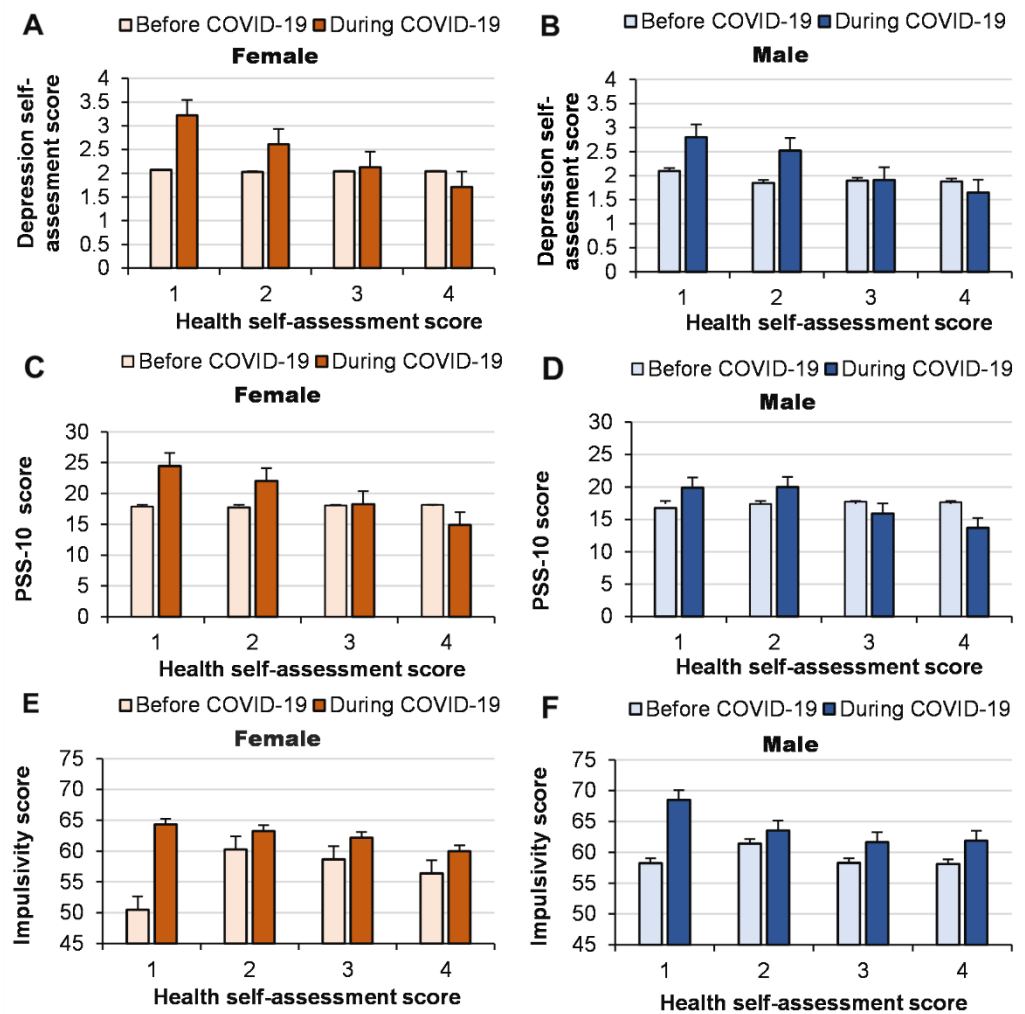 A
Before COVID-19 During COVID-19
Female
Depression self-
assesment score
4
3.5
3
2.5
2
1.5
1
0.5
0
1 2 3 4
Health self-assessment score
B
Before COVID-19 During COVID-19
Male
Depression self-
assesment score
4
3.5
3
2.5
2
1.5
1
0.5
0
1 2 3 4
Health self-assessment score
C
Before COVID-19 During COVID-19
Female
PSS-10 score
30
25
20
15
10
5
0
1 2 3 4
Health self-assessment score
D
Before COVID-19 During COVID-19
Male
PSS-10 score
30
25
20
15
10
5
0
1 2 3 4
Health self-assessment score
E
Before COVID-19 During COVID-19
Female
Impulsivity score
75
70
65
60
55
50
45
1 2 3 4
Health self-assessment score
F
Before COVID-19 During COVID-19
Male
Impulsivity score
75
70
65
60
55
50
45
1 2 3 4
Health self-assessment score